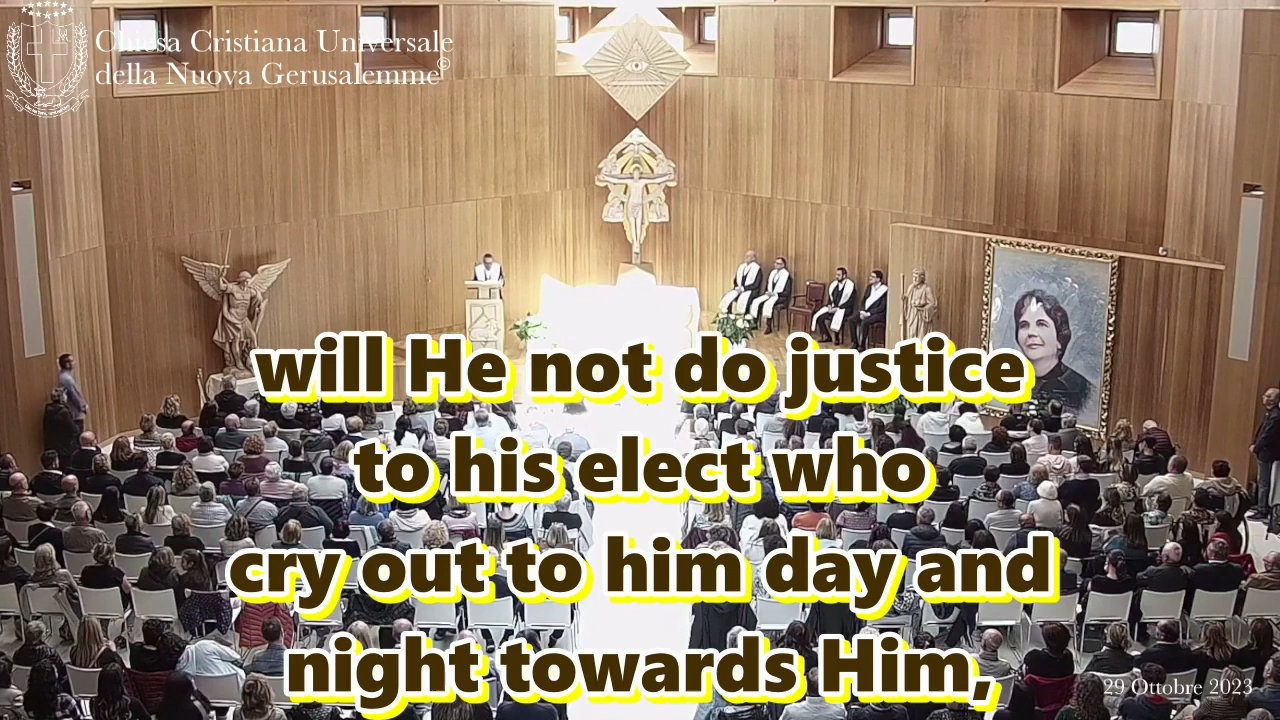 Chiesa Cristiana Universale
della Nuova Gerusalemme©
will He not do justice
to his elect who
cry out to him day and
night towards Him,
29 Ottobre 2023